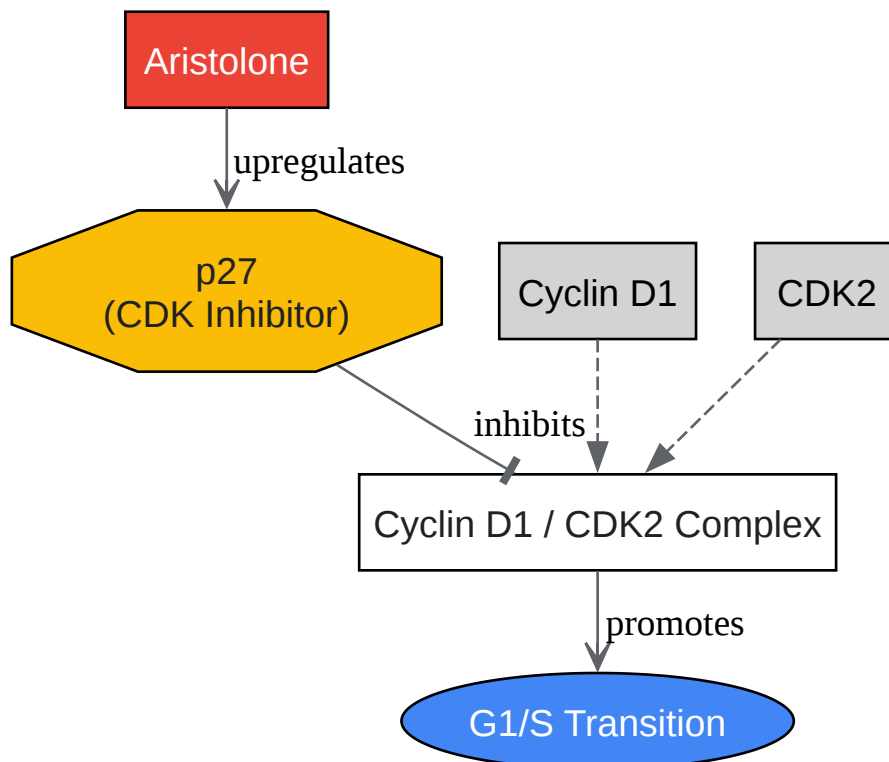 Aristolone
upregulates
p27
(CDK Inhibitor)
Cyclin D1
CDK2
inhibits
Cyclin D1 / CDK2 Complex
promotes
G1/S Transition